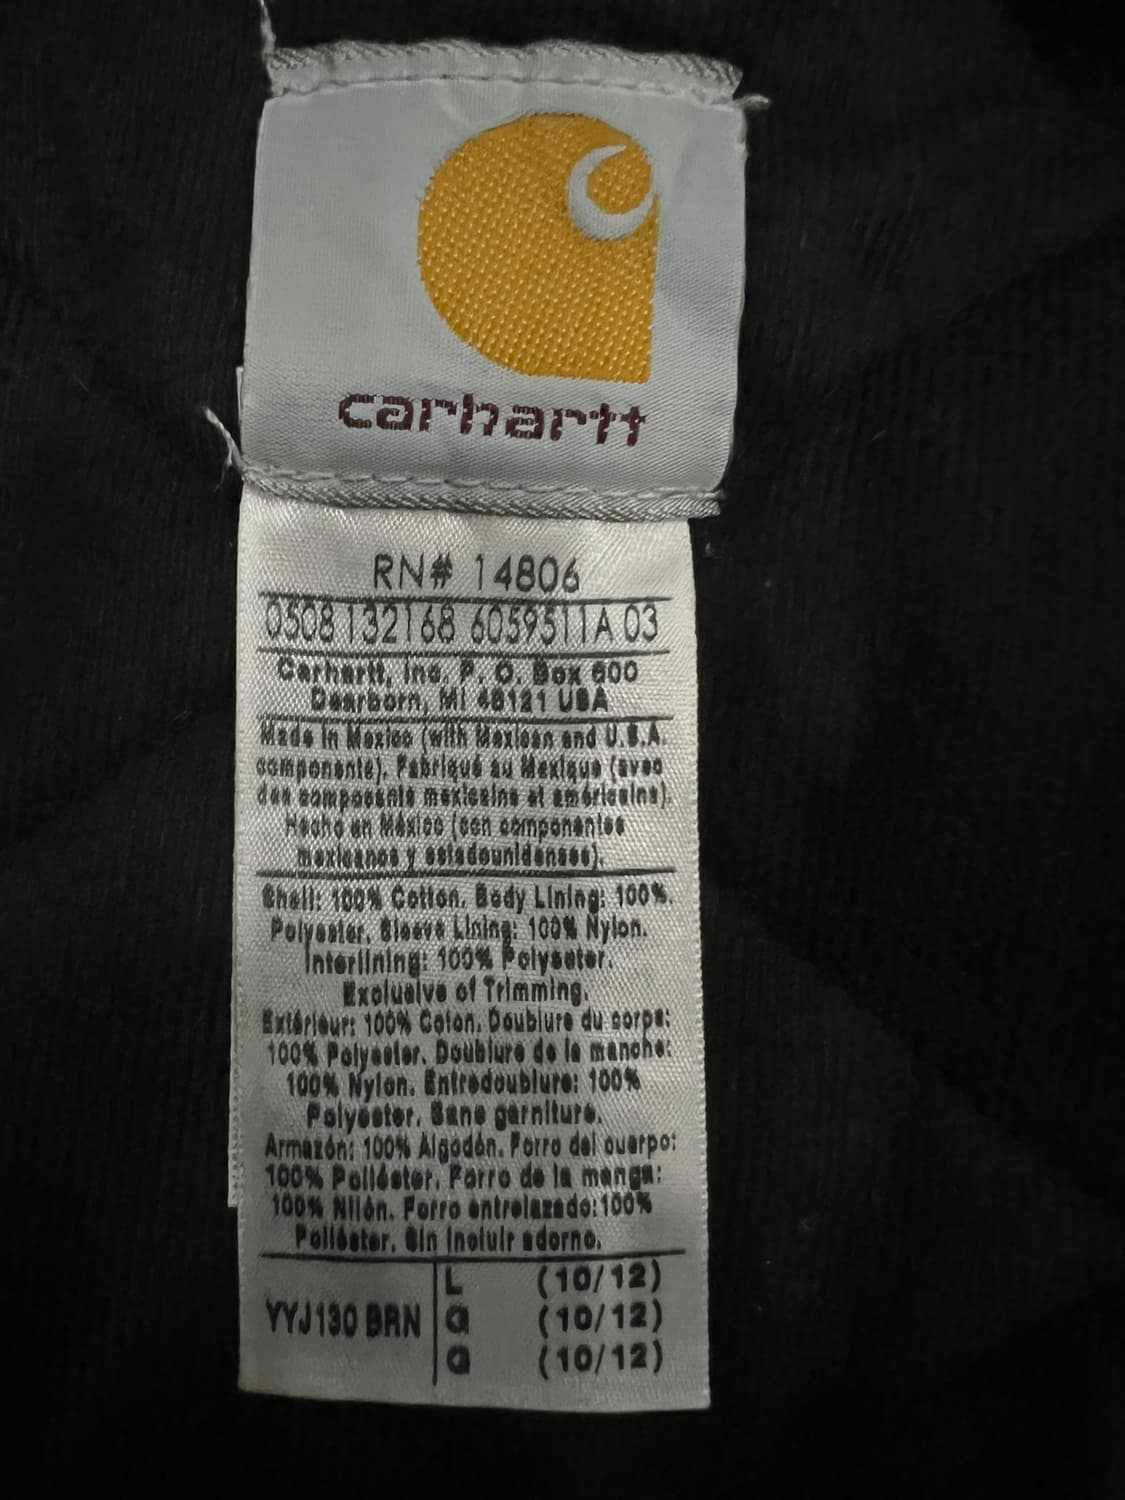 carhartt
RN# 14806
0508 132168 6059511A 03
Carhartt, Inc. P. O. Box 600
Dearborn, MI 48121 USA
Made in Mexico (with Mexican and U.S.A.
components). Fabriqué au Mexique (avec
des composants mexicains et américains).
Hecho en México (con componentes
mexicanos y estadounidenses).
Shell: 100% Cotton. Body Lining: 100%.
Polyester. Sleeve Lining: 100% Nylon.
Interlining: 100% Polyester.
Exclusive of Trimming.
Extérieur: 100% Coton. Doublure du corps:
100% Polyester. Doublure de la manche:
100% Nylon. Entredoublure: 100%
Polyester. Sans garniture.
Armazón: 100% Algodón. Forro del cuerpo:
100% Poliéster. Forro de la manga:
100% Nilón. Forro entrelazado:100%
Poliéster. Sin incluir adorno.
YYJ130 BRN
L (10/12)
G (10/12)
G (10/12)